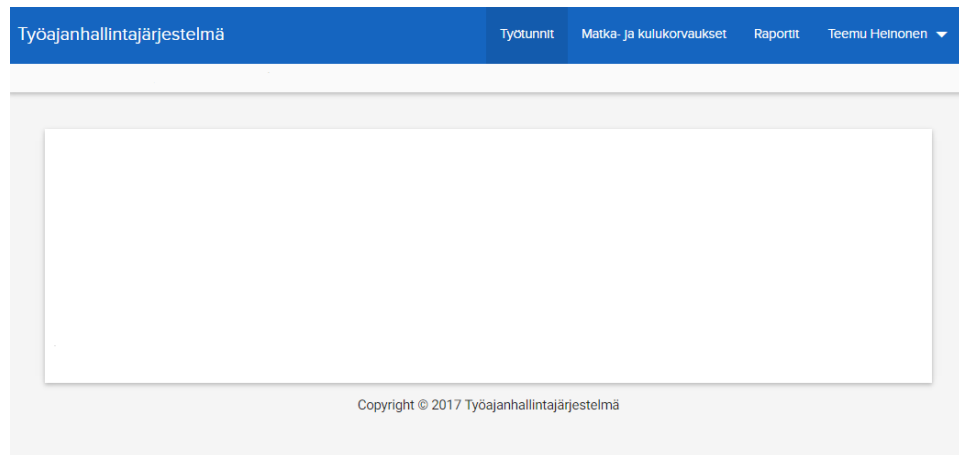 Työajanhallintajärjestelmä
Työtunnit
Matka- ja kulukorvaukset
Raportit
Teemu Heinonen
Copyright © 2017 Työajanhallintajärjestelmä